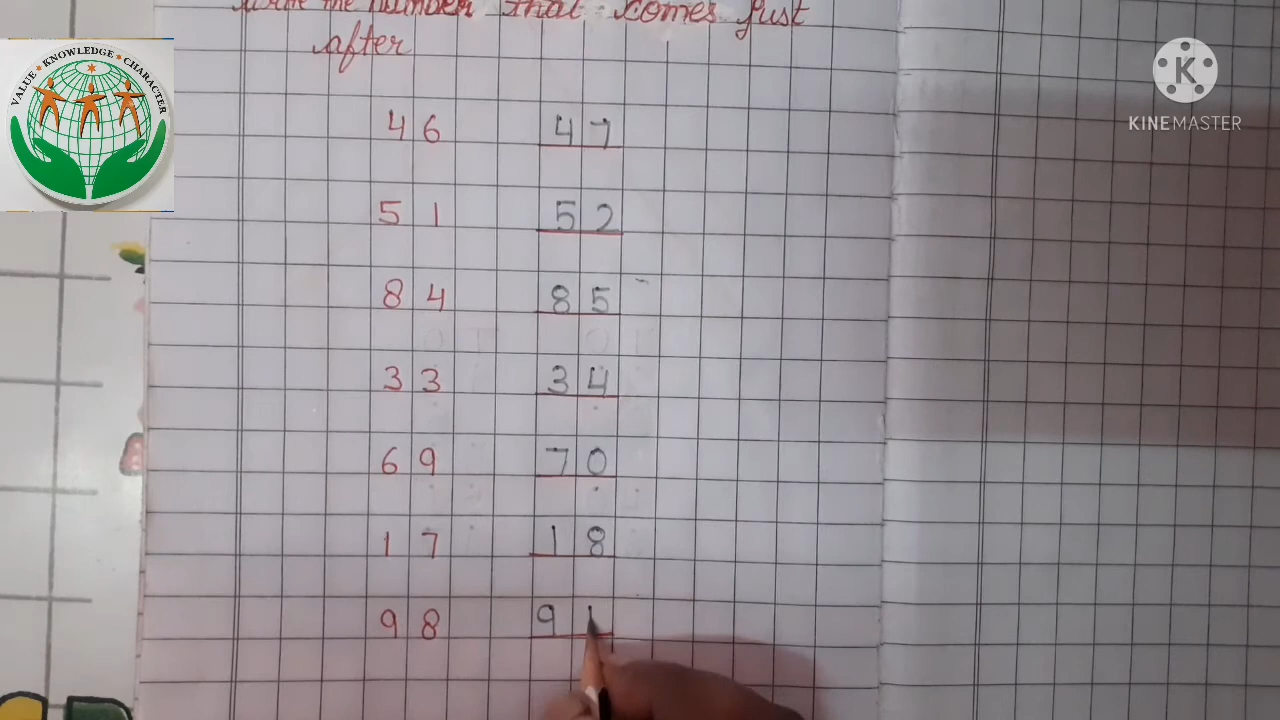 write the number that comes just
after
VALUE * KNOWLEDGE * CHARACTER
K
KINEMASTER
46 47
51 52
84 85
33 34
69 70
17 18
98 9